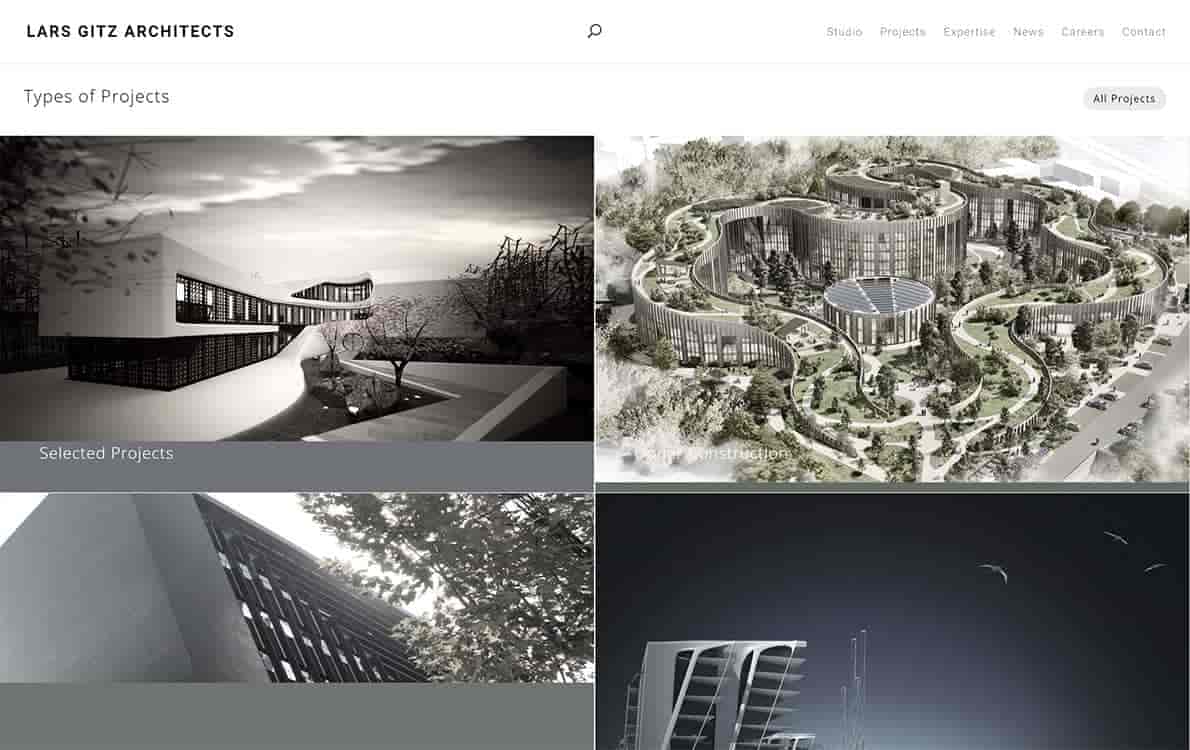 LARS GITZ ARCHITECTS
Studio Projects Expertise News Careers Contact
Types of Projects
All Projects
Selected Projects
Under Construction